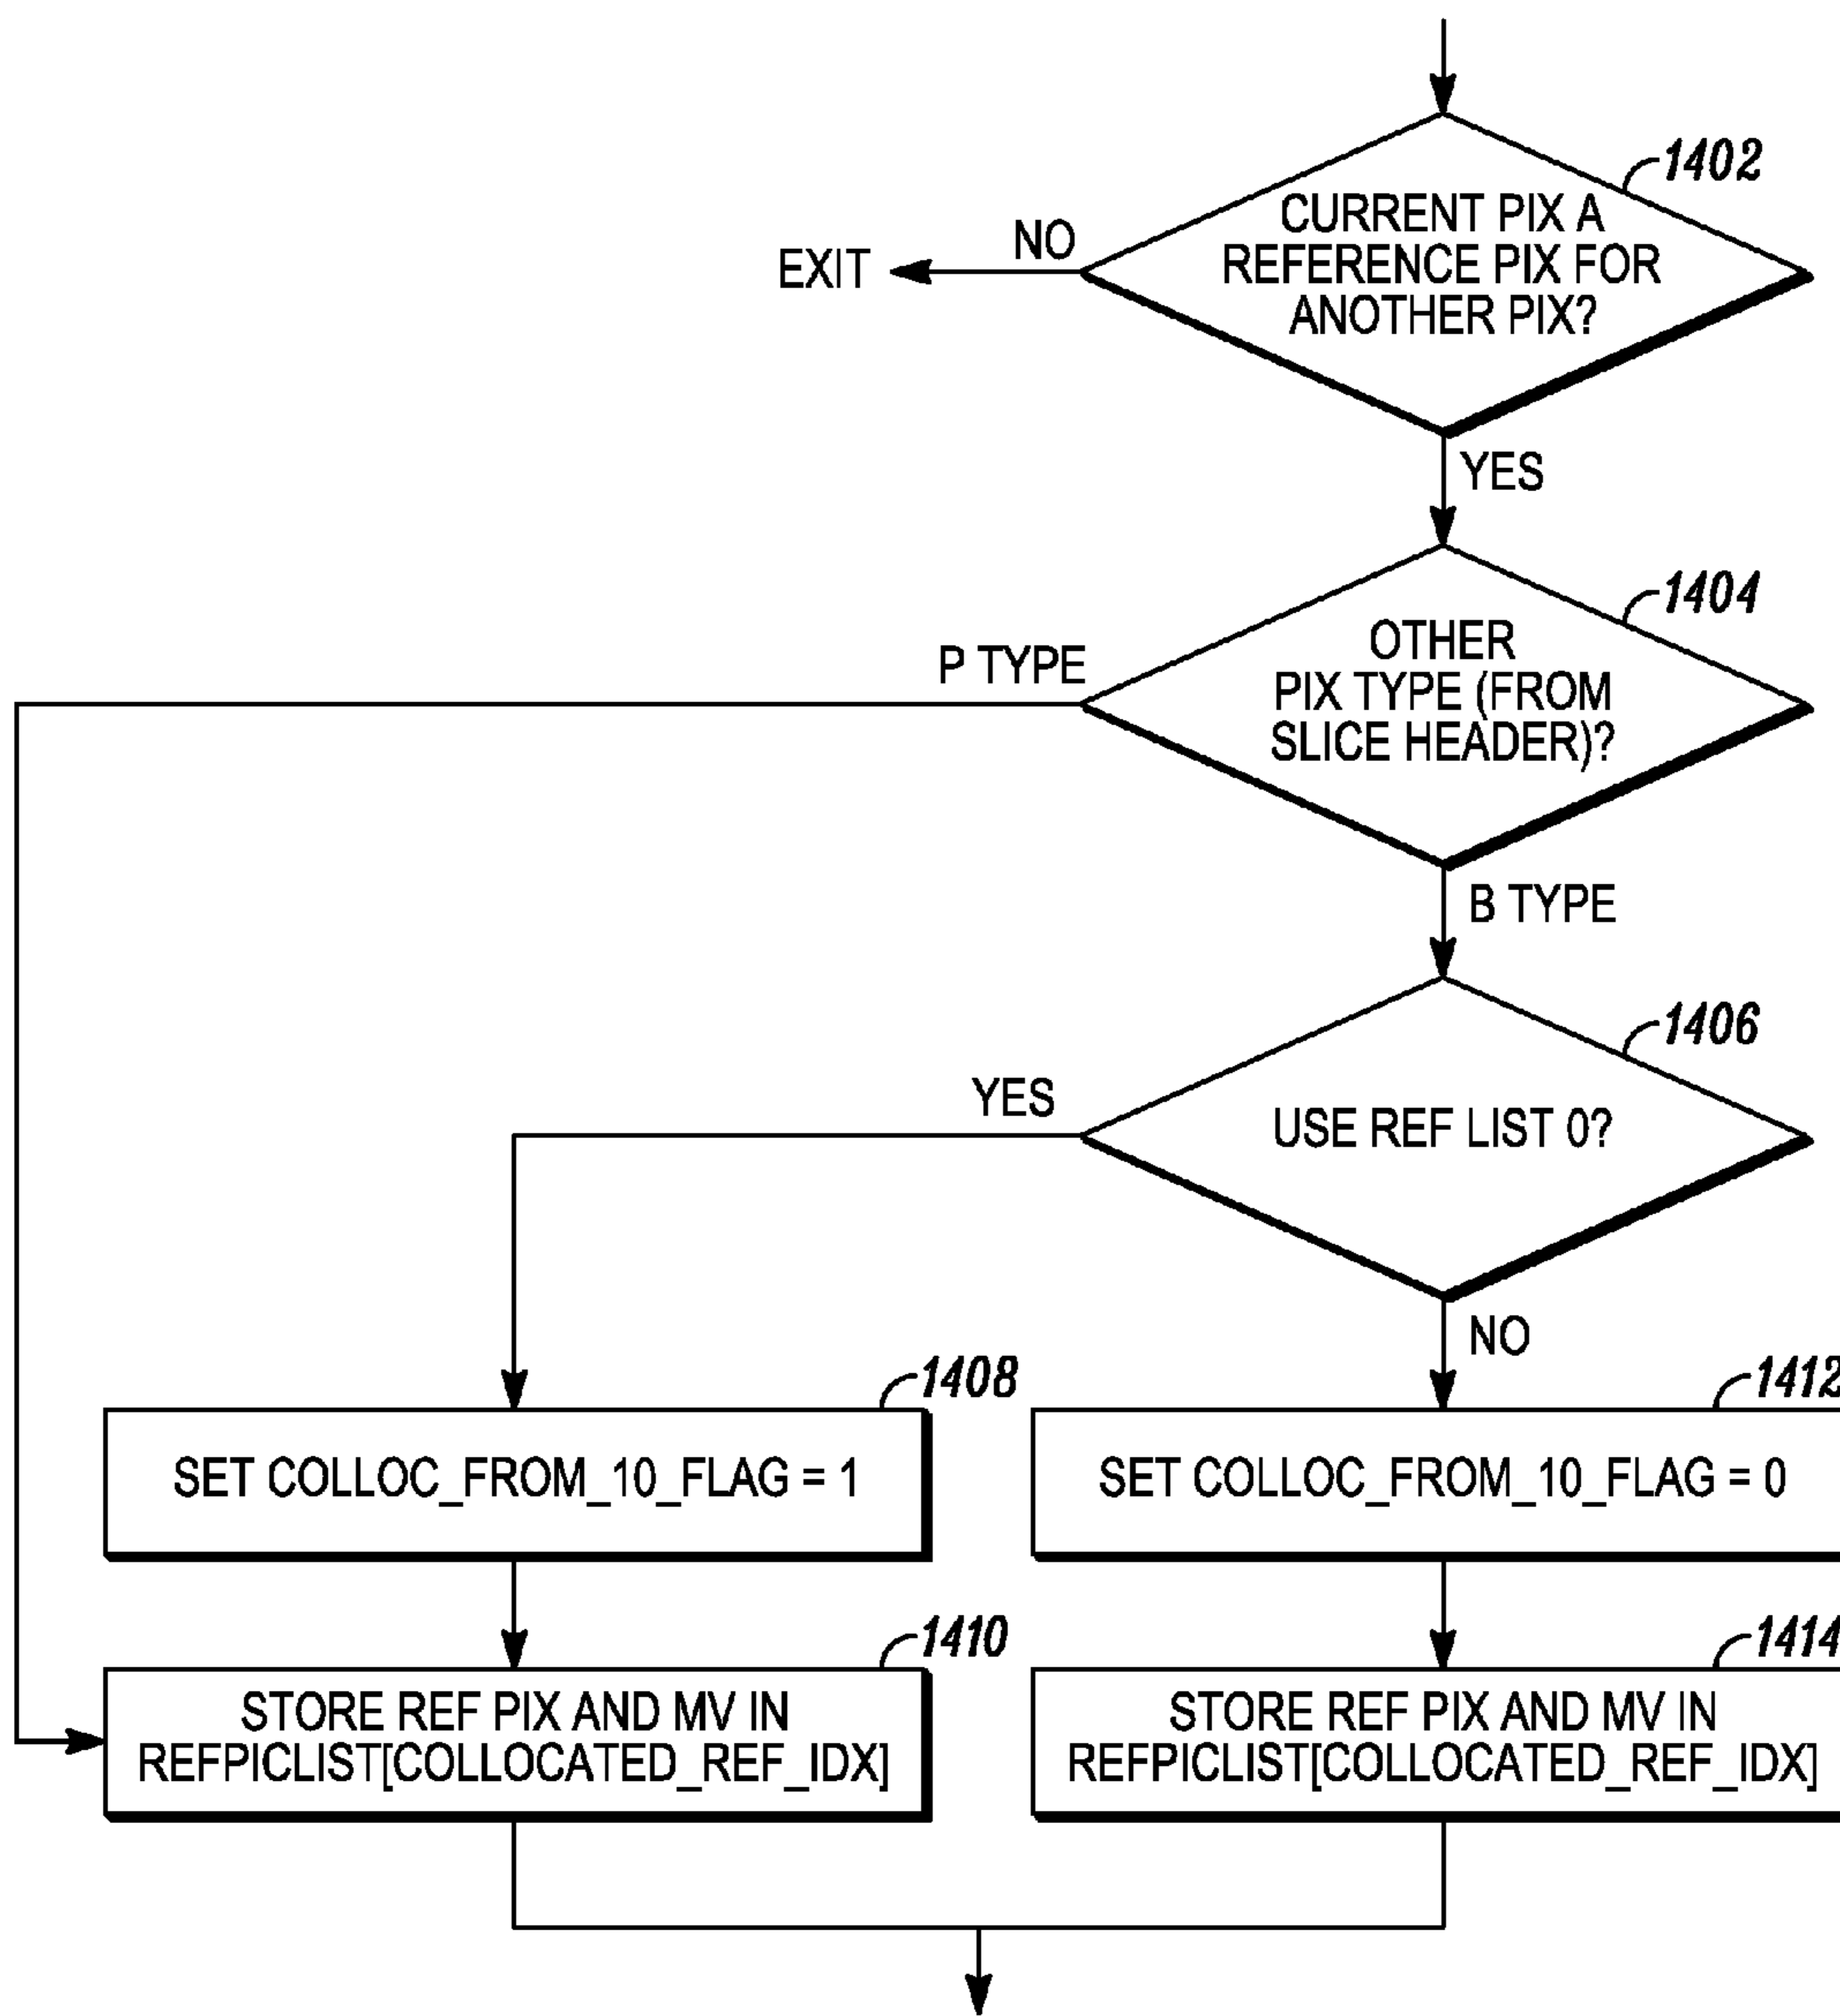 1402
CURRENT PIX A
REFERENCE PIX FOR
ANOTHER PIX?
NO
EXIT
YES
1404
OTHER
PIX TYPE (FROM
SLICE HEADER)?
P TYPE
B TYPE
1406
USE REF LIST 0?
YES
NO
1408
SET COLLOC_FROM_10_FLAG = 1
1412
SET COLLOC_FROM_10_FLAG = 0
1410
STORE REF PIX AND MV IN
REFPICLIST[COLLOCATED_REF_IDX]
1414
STORE REF PIX AND MV IN
REFPICLIST[COLLOCATED_REF_IDX]